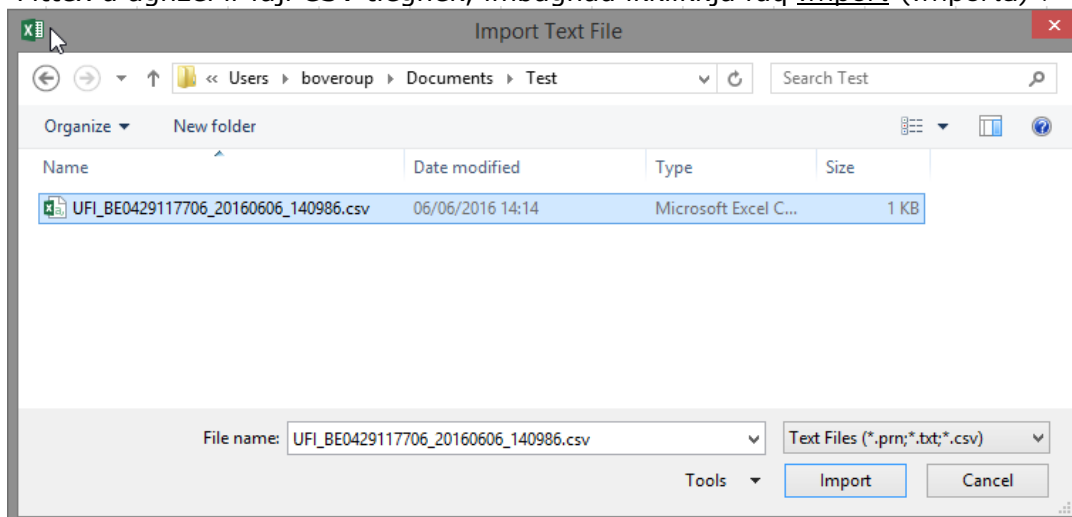 Import Text File
« Users ▸ boveroup ▸ Documents ▸ Test Search Test
Organize ▾ New folder
Name Date modified Type Size
UFI_BE0429117706_20160606_140986.csv 06/06/2016 14:14 Microsoft Excel C... 1 KB
File name: UFI_BE0429117706_20160606_140986.csv Text Files (*.prn;*.txt;*.csv)
Tools ▾ Import Cancel